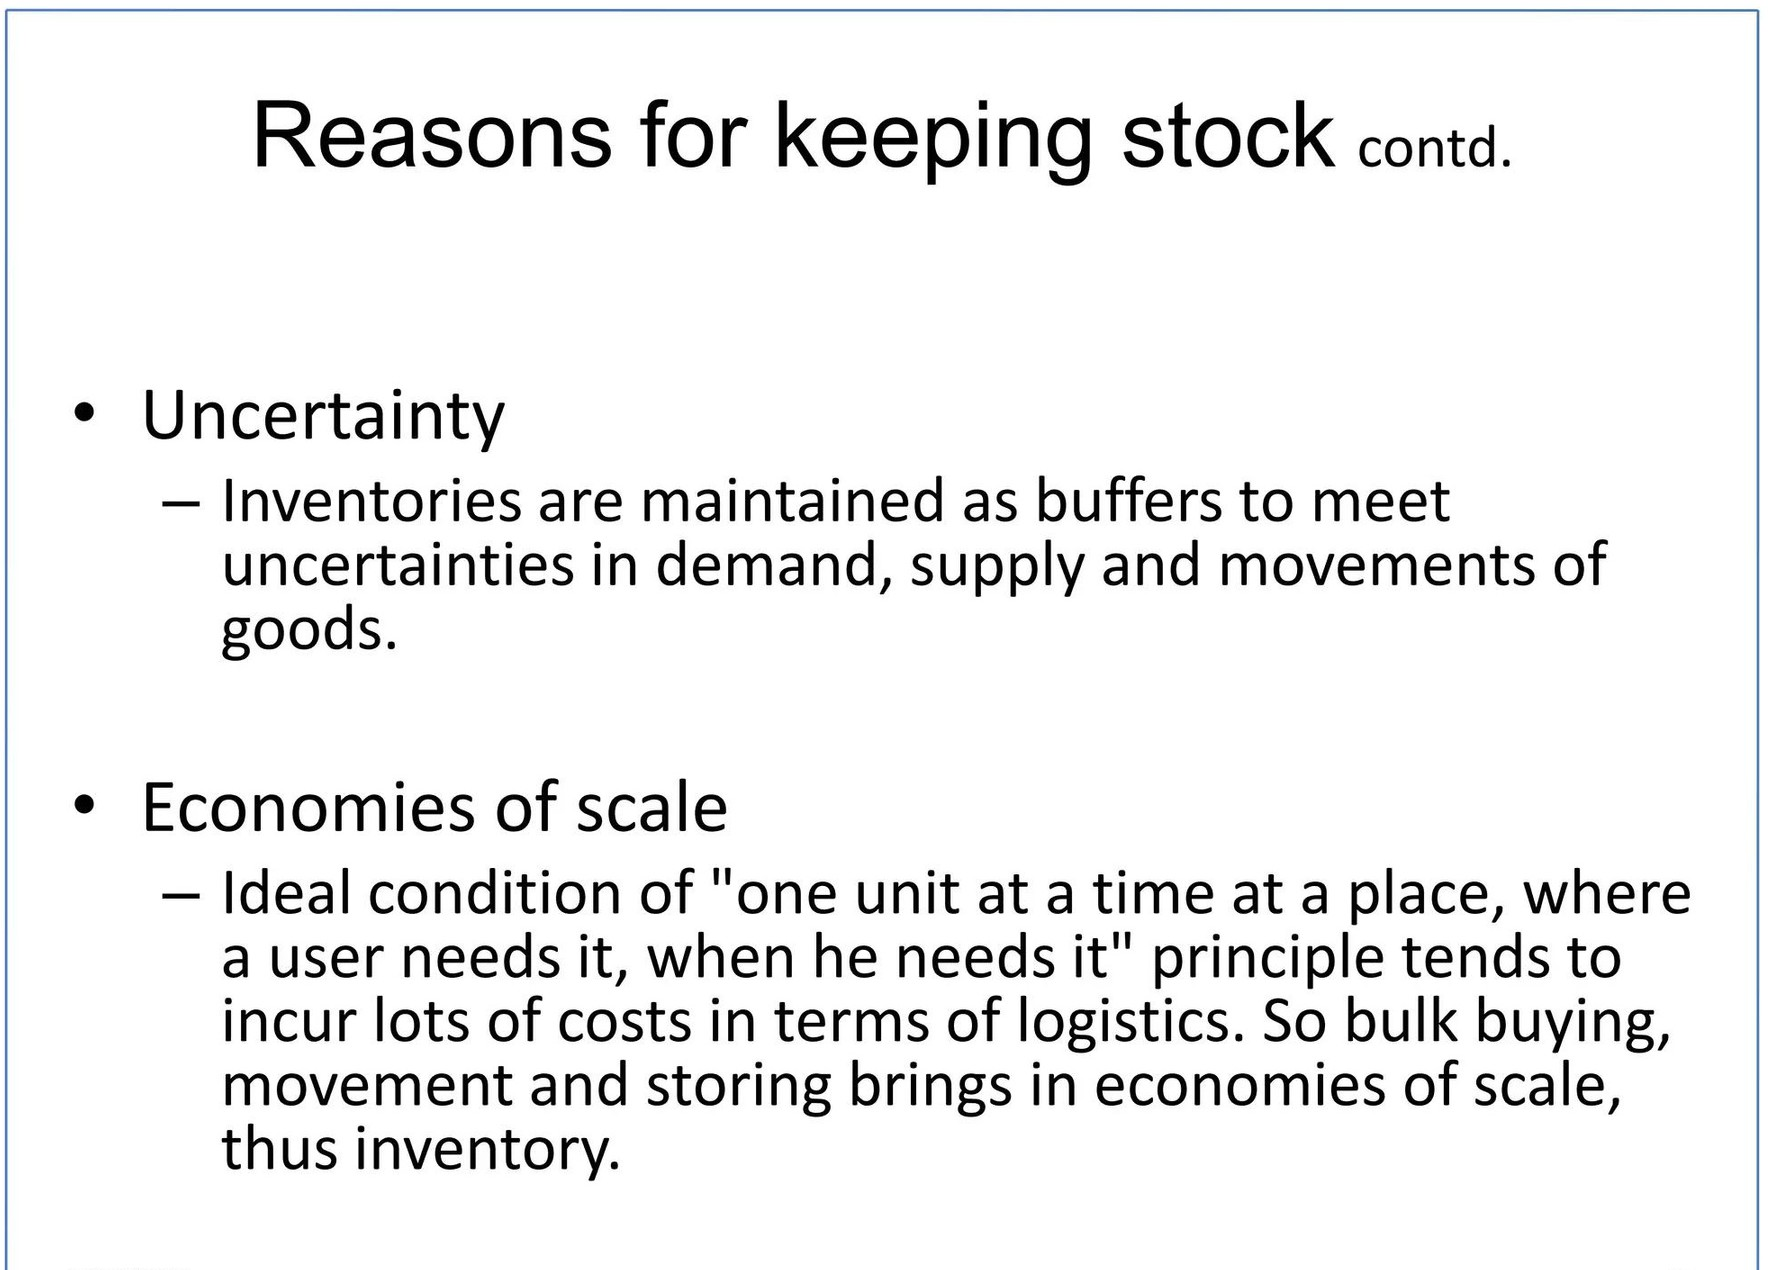 Reasons for keeping stock contd.
• Uncertainty
– Inventories are maintained as buffers to meet
uncertainties in demand, supply and movements of
goods.
• Economies of scale
– Ideal condition of "one unit at a time at a place, where
a user needs it, when he needs it" principle tends to
incur lots of costs in terms of logistics. So bulk buying,
movement and storing brings in economies of scale,
thus inventory.